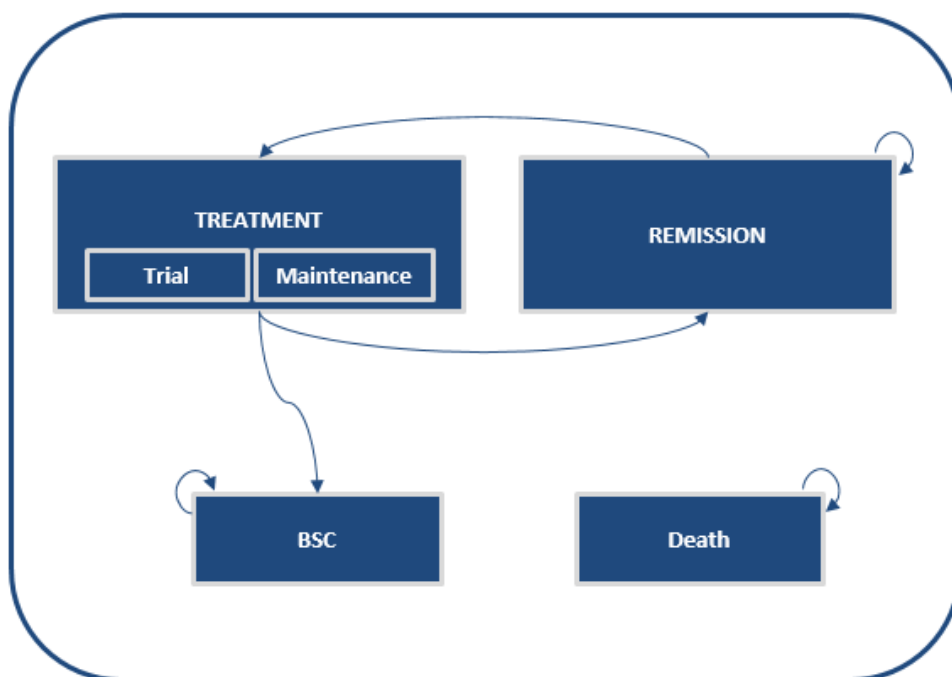 TREATMENT
Trial
Maintenance
REMISSION
BSC
Death